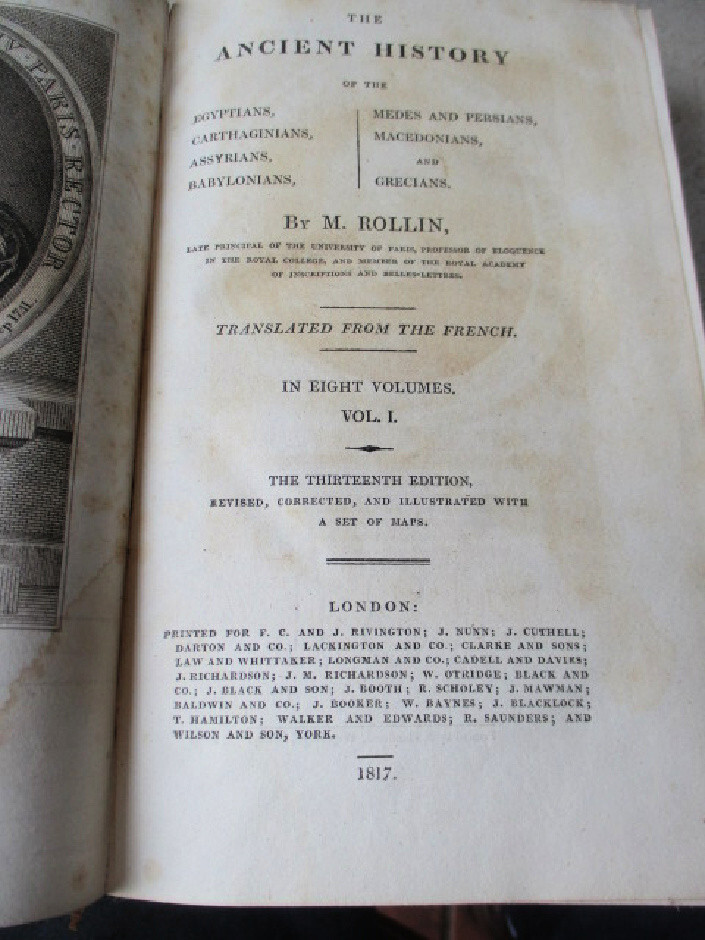 N PARIS RECTOR
P 1741.
THE
ANCIENT HISTORY
OF THE
EGYPTIANS,
CARTHAGINIANS,
ASSYRIANS,
BABYLONIANS,
MEDES AND PERSIANS,
MACEDONIANS,
AND
GRECIANS.
BY M. ROLLIN,
LATE PRINCIPAL OF THE UNIVERSITY OF PARIS, PROFESSOR OF ELOQUENCE
IN THE ROYAL COLLEGE, AND MEMBER OF THE ROYAL ACADEMY
OF INSCRIPTIONS AND BELLES-LETTRES.
TRANSLATED FROM THE FRENCH.
IN EIGHT VOLUMES.
VOL. I.
THE THIRTEENTH EDITION,
REVISED, CORRECTED, AND ILLUSTRATED WITH
A SET OF MAPS.
LONDON:
PRINTED FOR F. C. AND J. RIVINGTON; J. NUNN; J. CUTHELL;
DARTON AND CO.; LACKINGTON AND CO.; CLARKE AND SONS;
LAW AND WHITTAKER; LONGMAN AND CO.; CADELL AND DAVIES;
J. RICHARDSON; J. M. RICHARDSON; W. OTRIDGE; BLACK AND
CO.; J. BLACK AND SON; J. BOOTH; R. SCHOLEY; J. MAWMAN;
BALDWIN AND CO.; J. BOOKER; W. BAYNES; J. BLACKLOCK;
T. HAMILTON; WALKER AND EDWARDS; R. SAUNDERS; AND
WILSON AND SON, YORK.
1817.